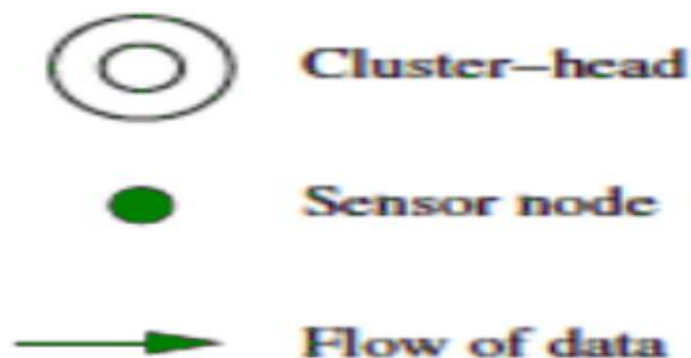 Cluster–head
Sensor node
Flow of data